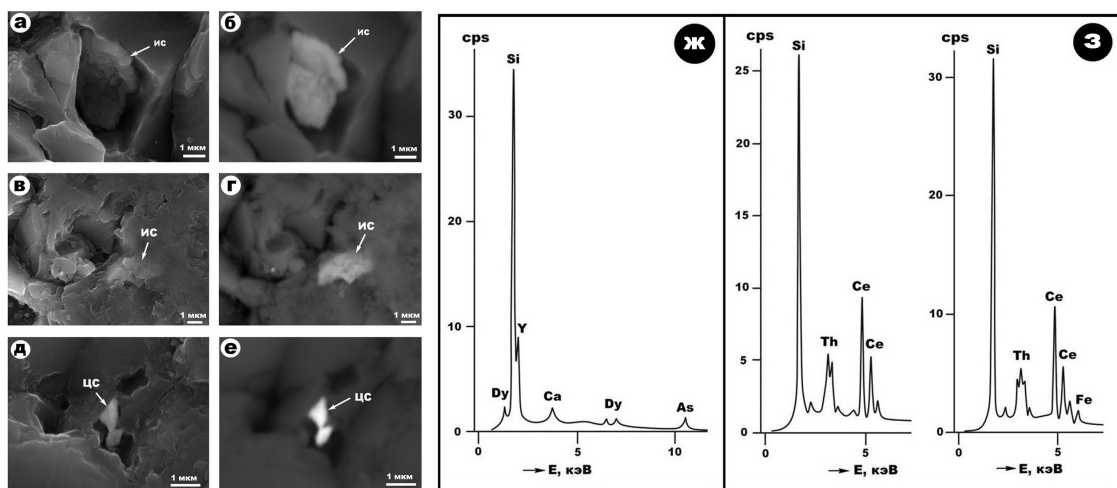 а
ис
1 мкм
б
ис
1 мкм
в
ис
1 мкм
г
ис
1 мкм
д
цс
1 мкм
е
цс
1 мкм
ж
cps
Si
30
20
Y
10
Dy
Ca
Dy
As
0
0 5 10
→ E, кэВ
з
cps
Si
25
20
15
10
Ce
Th
Ce
5
0
0 5
→ E, кэВ
cps
Si
30
20
Ce
10
Th
Ce
Fe
0
0 5
→ E, кэВ